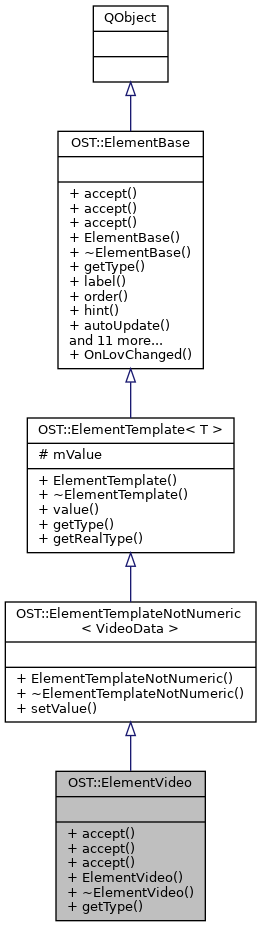 QObject
OST::ElementBase
+ accept()
+ accept()
+ accept()
+ ElementBase()
+ ~ElementBase()
+ getType()
+ label()
+ order()
+ hint()
+ autoUpdate()
and 11 more...
+ OnLovChanged()
OST::ElementTemplate< T >
# mValue
+ ElementTemplate()
+ ~ElementTemplate()
+ value()
+ getType()
+ getRealType()
OST::ElementTemplateNotNumeric
< VideoData >
+ ElementTemplateNotNumeric()
+ ~ElementTemplateNotNumeric()
+ setValue()
OST::ElementVideo
+ accept()
+ accept()
+ accept()
+ ElementVideo()
+ ~ElementVideo()
+ getType()